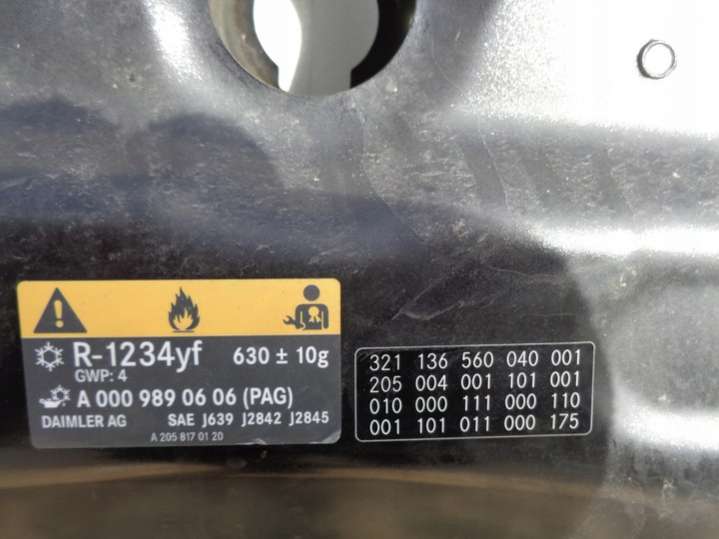 R-1234yf 630 ± 10g
GWP: 4
A 000 989 06 06 (PAG)
DAIMLER AG SAE J639 J2842 J2845
A 205 817 01 20
321 136 560 040 001
205 004 001 101 001
010 000 111 000 110
001 101 011 000 175